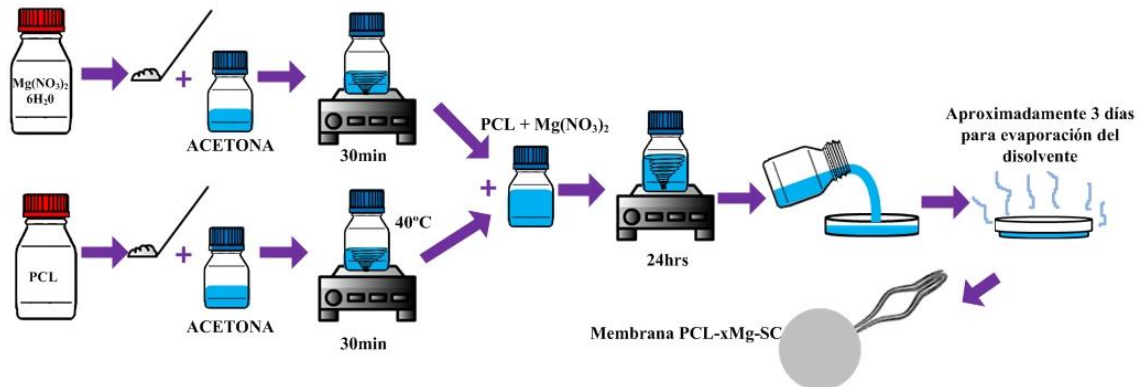 Mg(NO₃)₂
6H₂0
+
ACETONA
30min
PCL + Mg(NO₃)₂
+
24hrs
Aproximadamente 3 días
para evaporación del
disolvente
PCL
+
ACETONA
40ºC
30min
Membrana PCL-xMg-SC